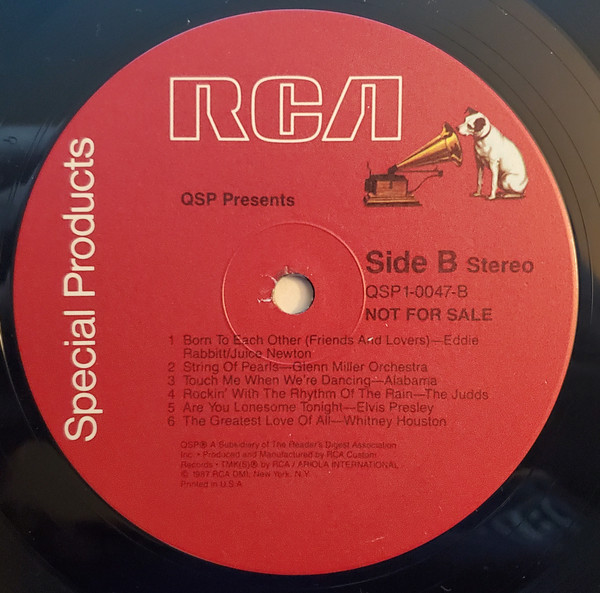 RCA
Special Products
QSP Presents
Side B Stereo
QSP1-0047-B
NOT FOR SALE
1 Born To Each Other (Friends And Lovers)—Eddie
Rabbitt/Juice Newton
2 String Of Pearls—Glenn Miller Orchestra
3 Touch Me When We're Dancing—Alabama
4 Rockin' With The Rhythm Of The Rain—The Judds
5 Are You Lonesome Tonight—Elvis Presley
6 The Greatest Love Of All—Whitney Houston
QSP® A Subsidiary of The Reader's Digest Association
Inc. • Produced and Manufactured by RCA Custom
Records • TMK(S)® by RCA / ARIOLA INTERNATIONAL
© 1987 RCA DML New York, N.Y.
Printed in U.S.A